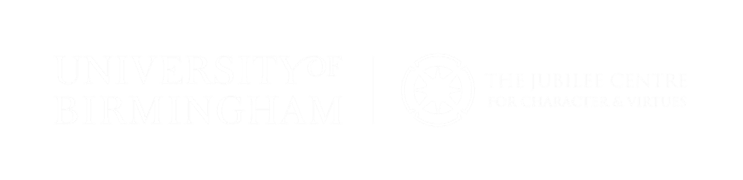 UNIVERSITY OF
BIRMINGHAM
THE JUBILEE CENTRE
FOR CHARACTER & VIRTUES